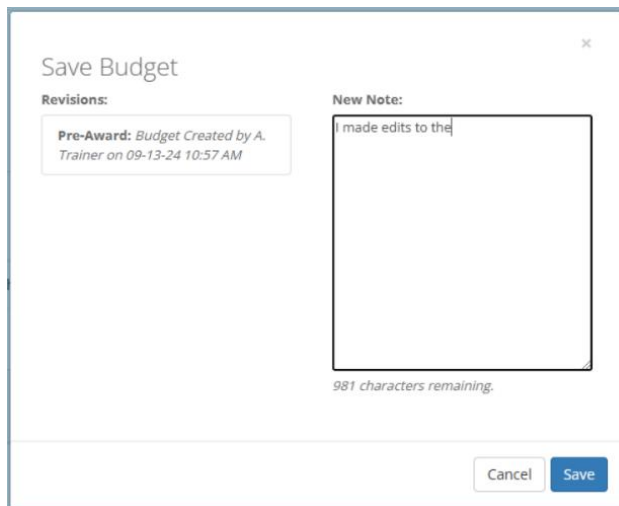 ×
Save Budget
Revisions:
Pre-Award: Budget Created by A.
Trainer on 09-13-24 10:57 AM
New Note:
I made edits to the
981 characters remaining.
Cancel
Save